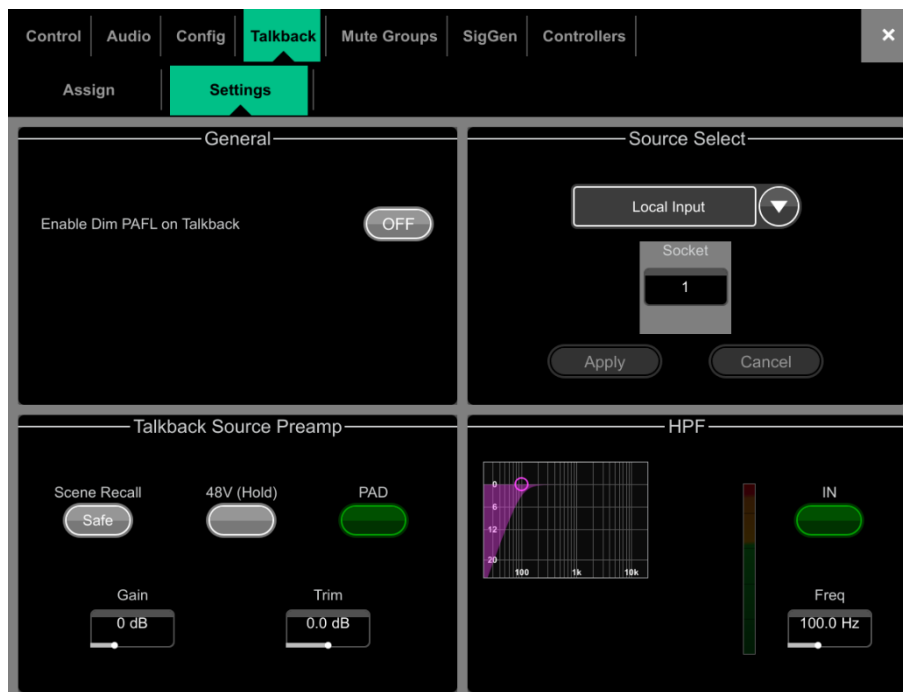 Control Audio Config Talkback Mute Groups SigGen Controllers ×
Assign Settings
General
Enable Dim PAFL on Talkback OFF
Source Select
Local Input
Socket
1
Apply Cancel
Talkback Source Preamp
Scene Recall 48V (Hold) PAD
Safe
Gain Trim
0 dB 0.0 dB
HPF
0
6
12
20
100 1k 10k
IN
Freq
100.0 Hz